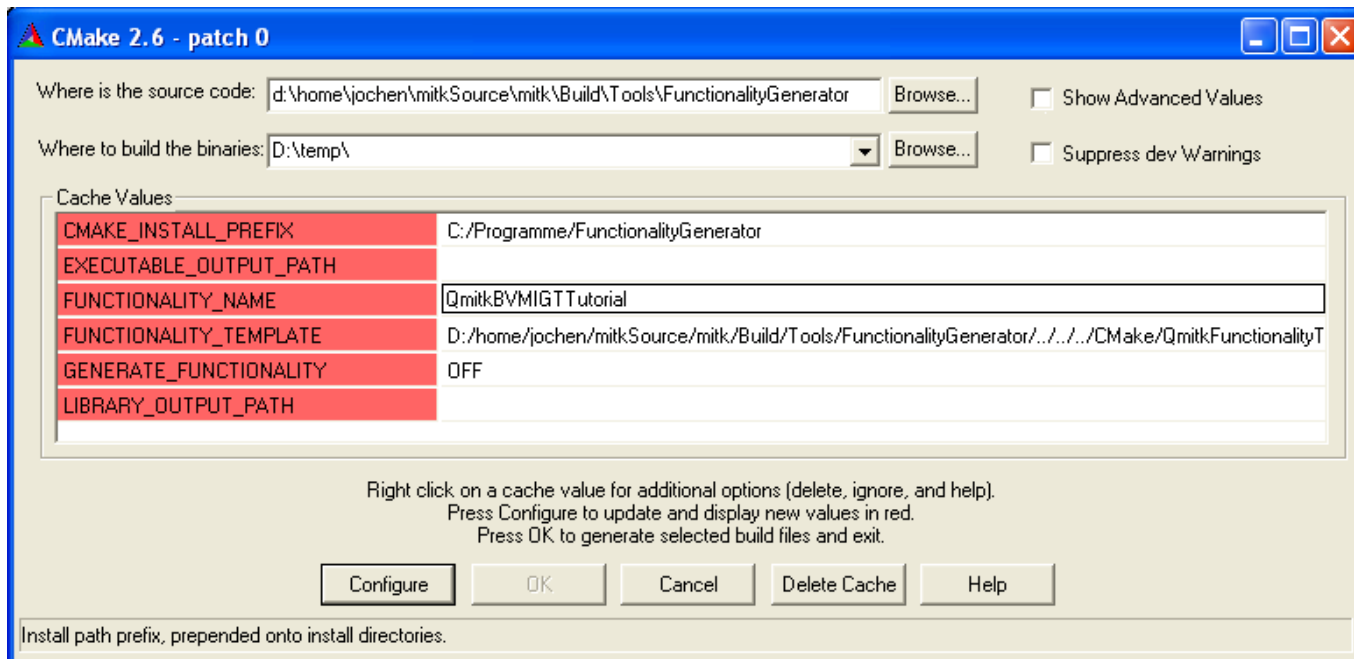 CMake 2.6 - patch 0
Where is the source code: d:\home\jochen\mitkSource\mitk\Build\Tools\FunctionalityGenerator Browse... Show Advanced Values
Where to build the binaries: D:\temp\ Browse... Suppress dev Warnings
Cache Values
CMAKE_INSTALL_PREFIX C:/Programme/FunctionalityGenerator
EXECUTABLE_OUTPUT_PATH
FUNCTIONALITY_NAME QmitkBVMIGTTutorial
FUNCTIONALITY_TEMPLATE D:/home/jochen/mitkSource/mitk/Build/Tools/FunctionalityGenerator/../../../CMake/QmitkFunctionalityT
GENERATE_FUNCTIONALITY OFF
LIBRARY_OUTPUT_PATH
Right click on a cache value for additional options (delete, ignore, and help).
Press Configure to update and display new values in red.
Press OK to generate selected build files and exit.
Configure OK Cancel Delete Cache Help
Install path prefix, prepended onto install directories.